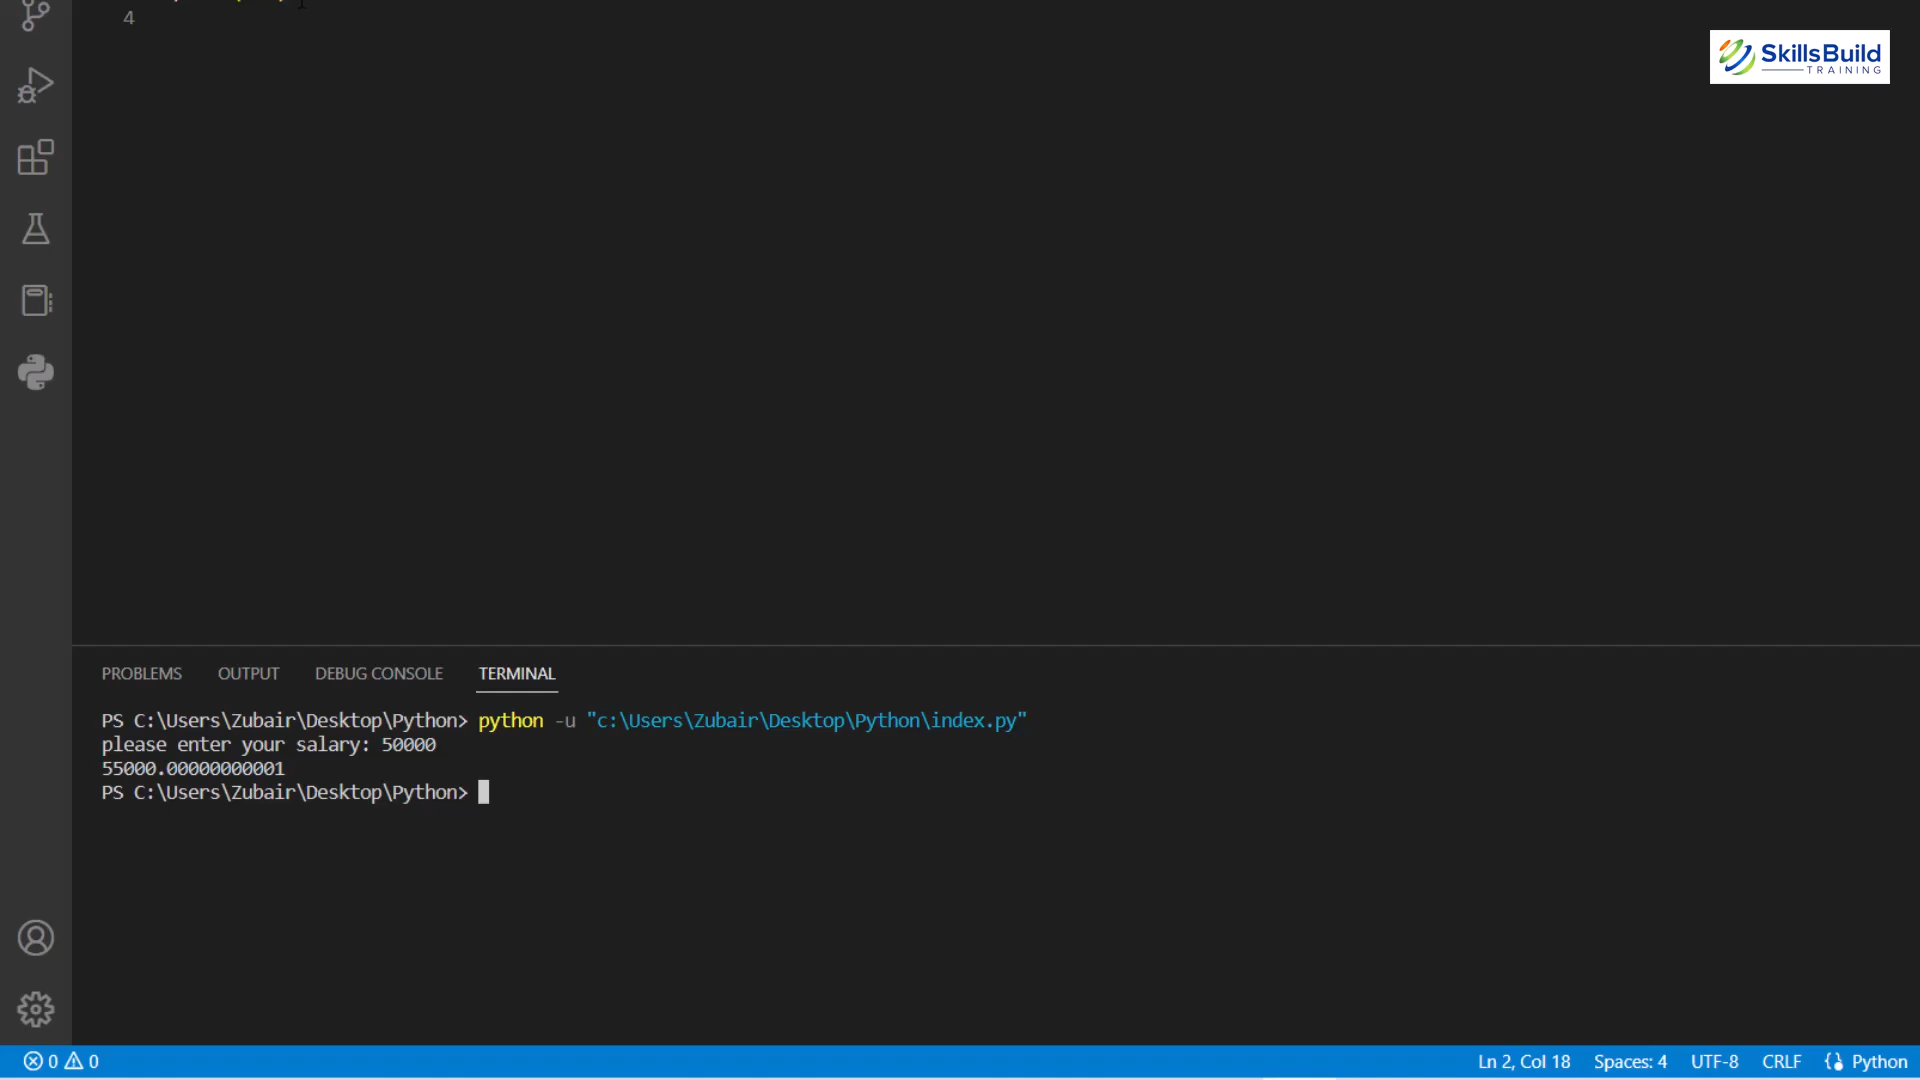 4
SkillsBuild
TRAINING
PROBLEMS OUTPUT DEBUG CONSOLE TERMINAL
PS C:\Users\Zubair\Desktop\Python> python -u "c:\Users\Zubair\Desktop\Python\index.py"
please enter your salary: 50000
55000.00000000001
PS C:\Users\Zubair\Desktop\Python>
0 0 Ln 2, Col 18 Spaces: 4 UTF-8 CRLF Python